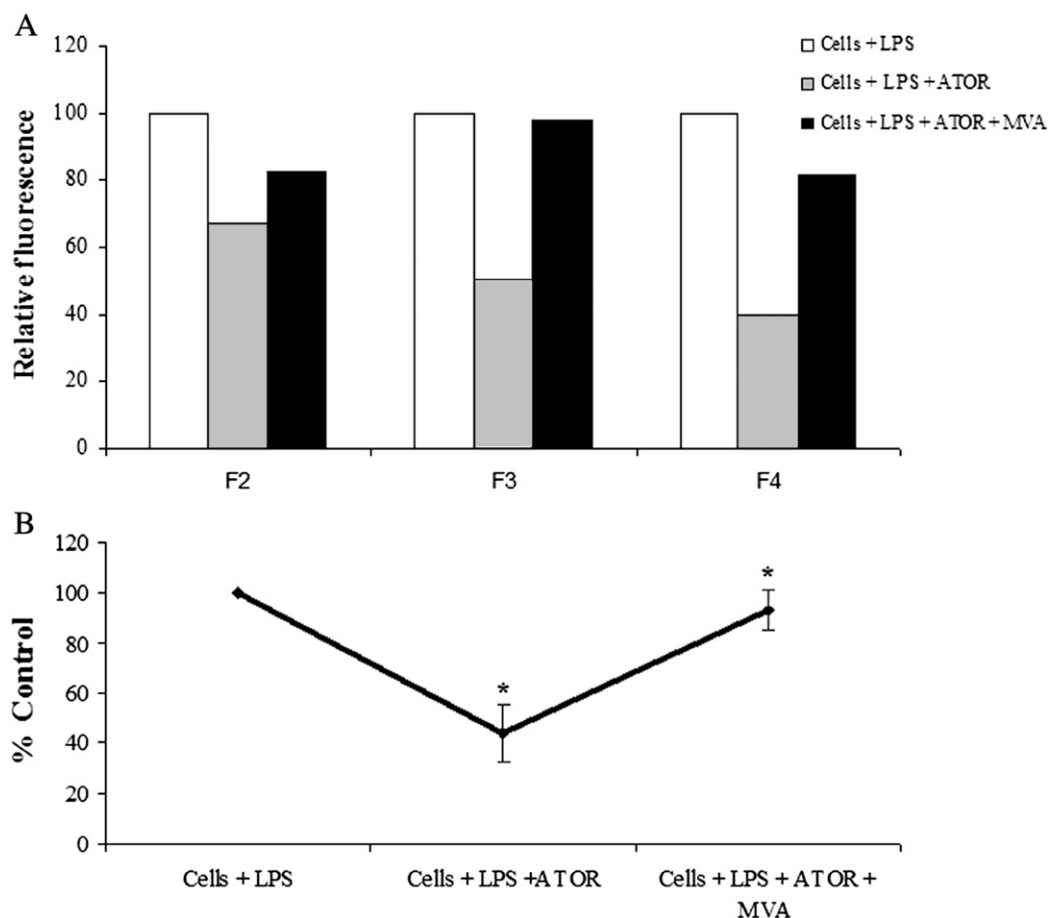 A
120
100
80
60
40
20
0
Relative fluorescence
Cells + LPS
Cells + LPS +ATOR
Cells + LPS + ATOR + MVA
F2 F3 F4
B
120
100
80
60
40
20
0
% Control
*
*
Cells + LPS Cells + LPS +ATOR Cells + LPS + ATOR +
MVA